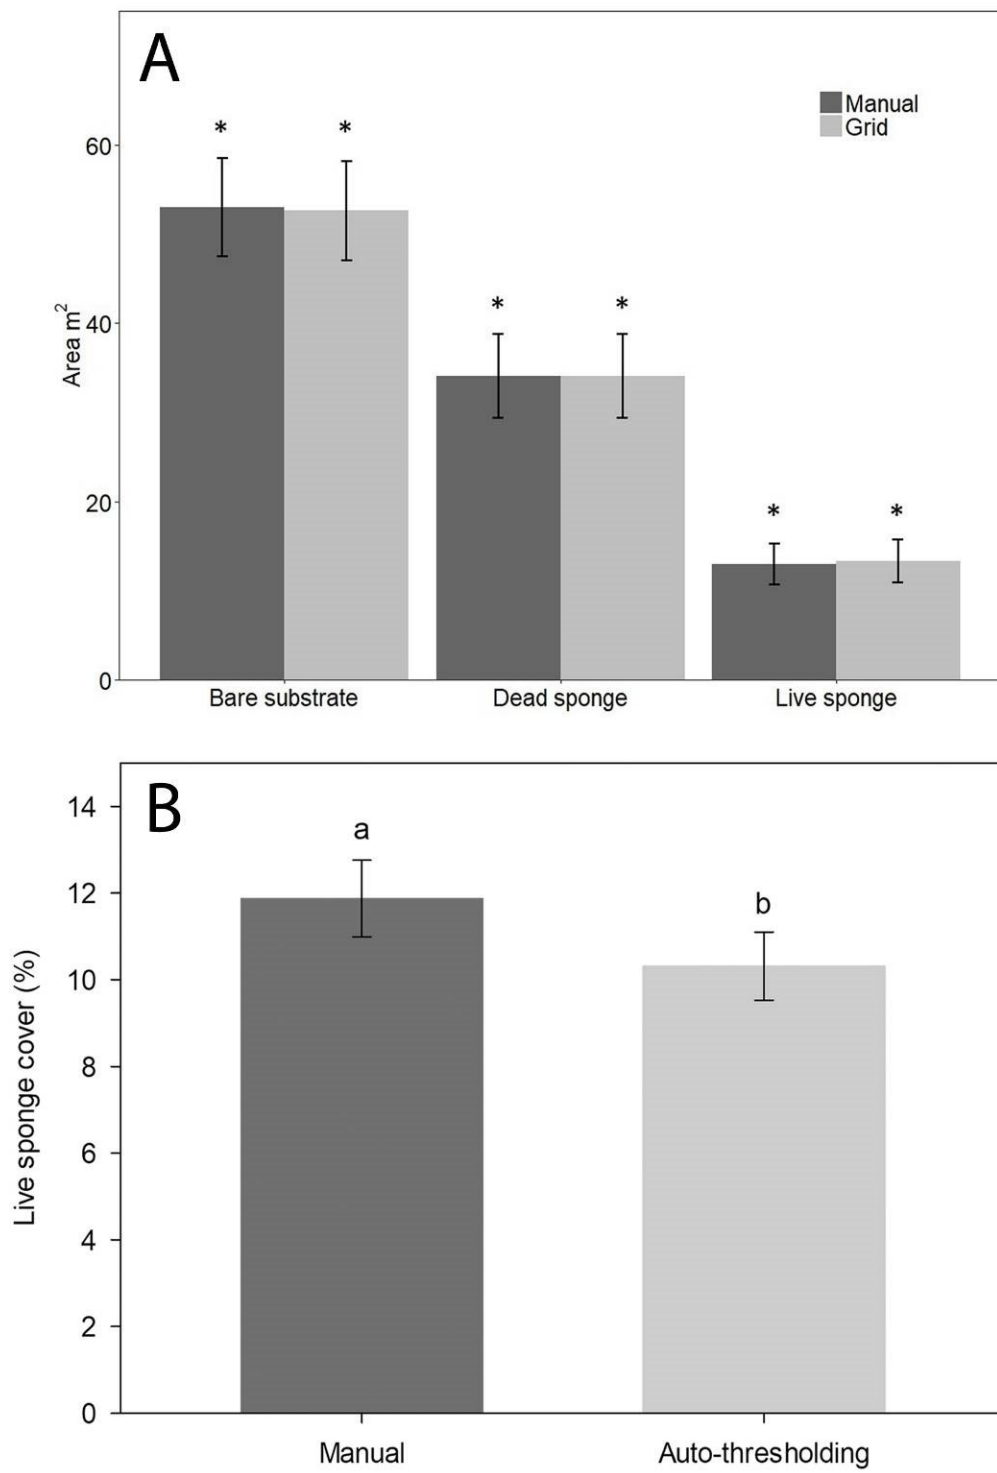 A
Manual
Grid
* *
60
* *
Area m²
40
* *
20
0
Bare substrate Dead sponge Live sponge
B
14
a
12
b
10
Live sponge cover (%)
8
6
4
2
0
Manual Auto-thresholding